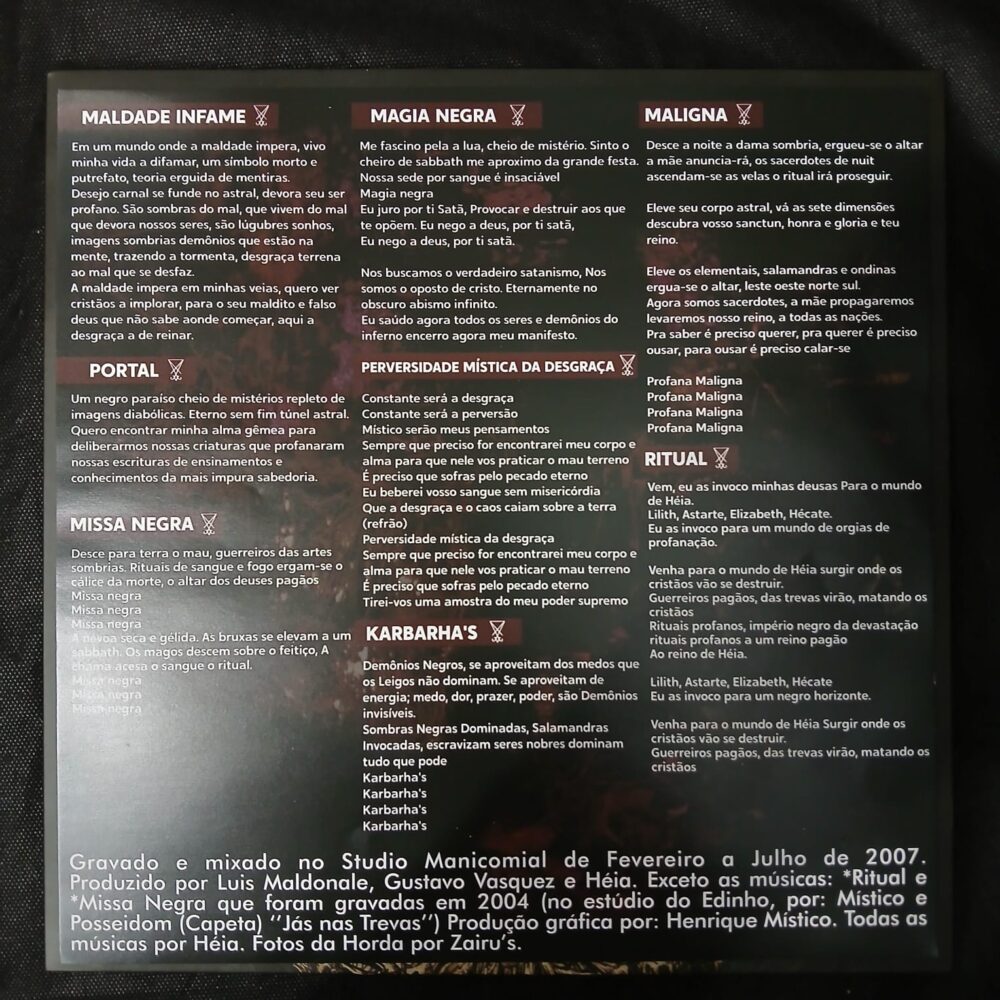 MALDADE INFAME
Em um mundo onde a maldade impera, vivo
minha vida a difamar, um símbolo morto e
putrefato, teoria erguida de mentiras.
Desejo carnal se funde no astral, devora seu ser
profano. São sombras do mal, que vivem do mal
que devora nossos seres, são lúgubres sonhos,
imagens sombrias demônios que estão na
mente, trazendo a tormenta, desgraça terrena
ao mal que se desfaz.
A maldade impera em minhas veias, quero ver
cristãos a implorar, para o seu maldito e falso
deus que não sabe aonde começar, aqui a
desgraça a de reinar.
PORTAL
Um negro paraíso cheio de mistérios repleto de
imagens diabólicas. Eterno sem fim túnel astral.
Quero encontrar minha alma gêmea para
deliberarmos nossas criaturas que profanaram
nossas escrituras de ensinamentos e
conhecimentos da mais impura sabedoria.
MISSA NEGRA
Desce para terra o mau, guerreiros das artes
sombrias. Rituais de sangue e fogo ergam-se o
cálice da morte, o altar dos deuses pagãos
Missa negra
Missa negra
Missa negra
A névoa seca e gélida. As bruxas se elevam a um
sabbath. Os magos descem sobre o feitiço, A
chama acesa o sangue o ritual.
Missa negra
Missa negra
Missa negra
MAGIA NEGRA
Me fascino pela a lua, cheio de mistério. Sinto o
cheiro de sabbath me aproximo da grande festa.
Nossa sede por sangue é insaciável
Magia negra
Eu juro por ti Satã, Provocar e destruir aos que
te opõem. Eu nego a deus, por ti satã,
Eu nego a deus, por ti satã.
Nos buscamos o verdadeiro satanismo, Nos
somos o oposto de cristo. Eternamente no
obscuro abismo infinito.
Eu saúdo agora todos os seres e demônios do
inferno encerro agora meu manifesto.
PERVERSIDADE MÍSTICA DA DESGRAÇA
Constante será a desgraça
Constante será a perversão
Místico serão meus pensamentos
Sempre que preciso for encontrarei meu corpo e
alma para que nele vos praticar o mau terreno
É preciso que sofras pelo pecado eterno
Eu beberei vosso sangue sem misericórdia
Que a desgraça e o caos caiam sobre a terra
(refrão)
Perversidade mística da desgraça
Sempre que preciso for encontrarei meu corpo e
alma para que nele vos praticar o mau terreno
É preciso que sofras pelo pecado eterno
Tirei-vos uma amostra do meu poder supremo
KARBARHA'S
Demônios Negros, se aproveitam dos medos que
os Leigos não dominam. Se aproveitam de
energia; medo, dor, prazer, poder, são Demônios
invisíveis.
Sombras Negras Dominadas, Salamandras
Invocadas, escravizam seres nobres dominam
tudo que pode
Karbarha's
Karbarha's
Karbarha's
Karbarha's
MALIGNA
Desce a noite a dama sombria, ergueu-se o altar
a mãe anuncia-rá, os sacerdotes de nuit
ascendam-se as velas o ritual irá proseguir.
Eleve seu corpo astral, vá as sete dimensões
descubra vosso sanctun, honra e gloria e teu
reino.
Eleve os elementais, salamandras e ondinas
ergua-se o altar, leste oeste norte sul.
Agora somos sacerdotes, a mãe propagaremos
levaremos nosso reino, a todas as nações.
Pra saber é preciso querer, pra querer é preciso
ousar, para ousar é preciso calar-se
Profana Maligna
Profana Maligna
Profana Maligna
Profana Maligna
RITUAL
Vem, eu as invoco minhas deusas Para o mundo
de Héia.
Lilith, Astarte, Elizabeth, Hécate.
Eu as invoco para um mundo de orgias de
profanação.
Venha para o mundo de Héia surgir onde os
cristãos vão se destruir.
Guerreiros pagãos, das trevas virão, matando os
cristãos
Rituais profanos, império negro da devastação
rituais profanos a um reino pagão
Ao reino de Héia.
Lilith, Astarte, Elizabeth, Hécate
Eu as invoco para um negro horizonte.
Venha para o mundo de Héia Surgir onde os
cristãos vão se destruir.
Guerreiros pagãos, das trevas virão, matando os
cristãos
Gravado e mixado no Studio Manicomial de Fevereiro a Julho de 2007.
Produzido por Luis Maldonale, Gustavo Vasquez e Héia. Exceto as músicas: *Ritual e
*Missa Negra que foram gravadas em 2004 (no estúdio do Edinho, por: Místico e
Posseidom (Capeta) "Jás nas Trevas") Produção gráfica por: Henrique Místico. Todas as
músicas por Héia. Fotos da Horda por Zairu's.